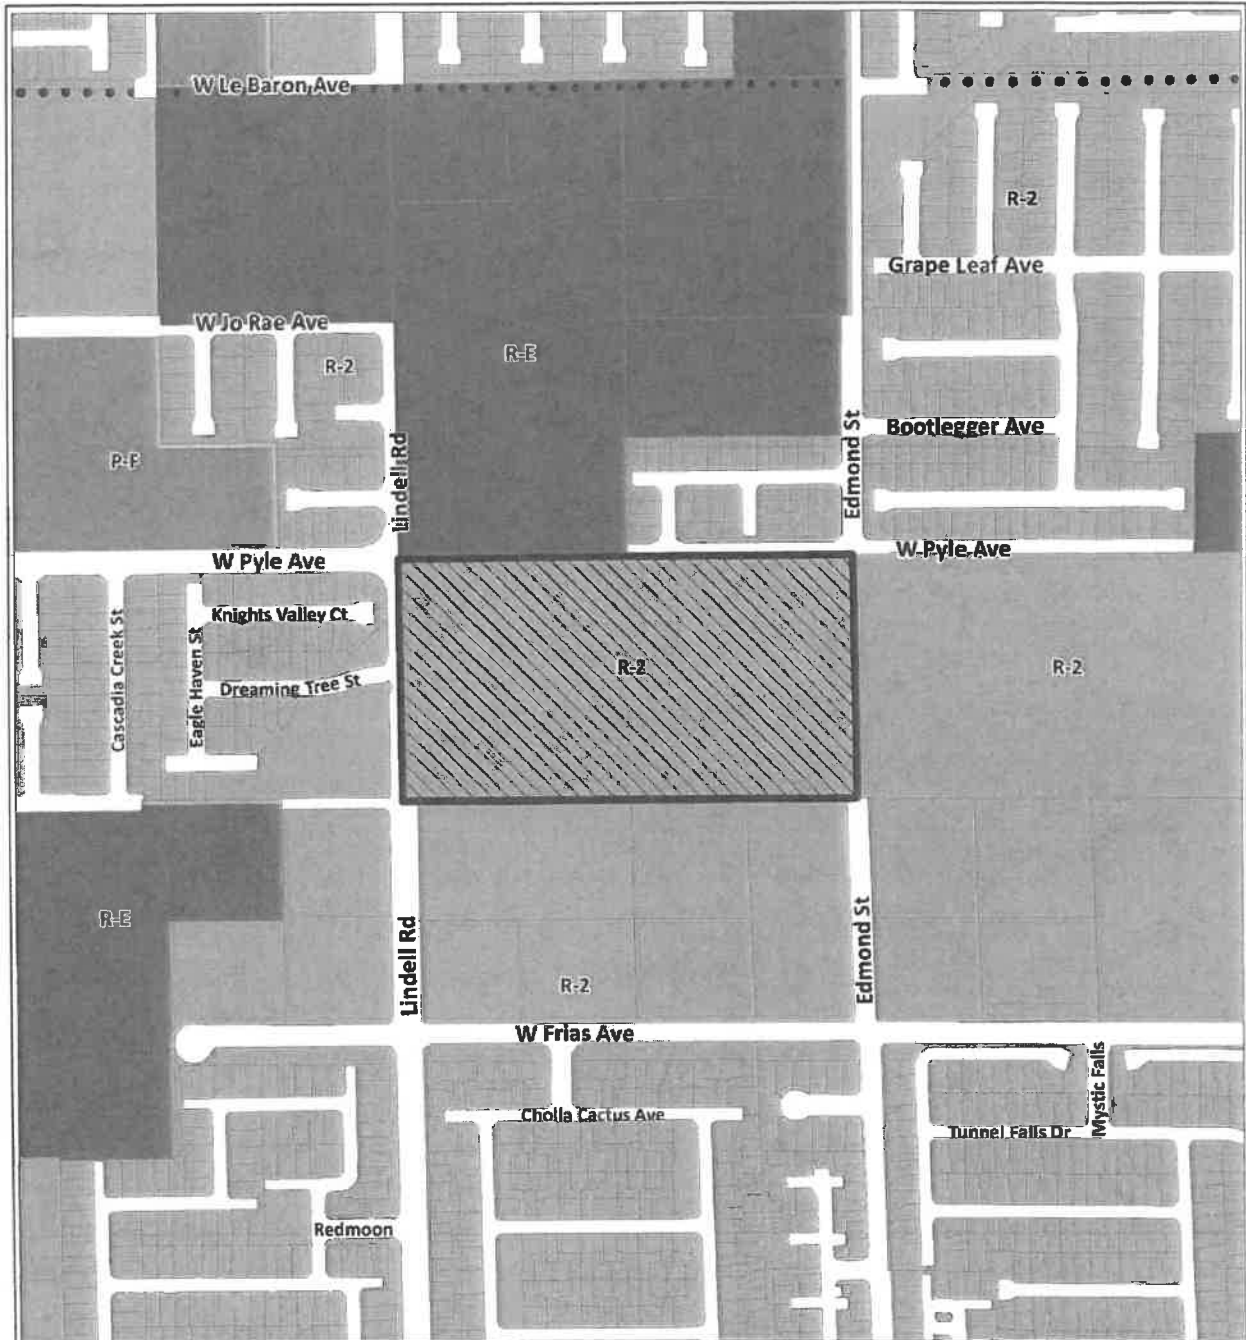 W Le Baron Ave
R-2
Grape Leaf Ave
W Jo Rae Ave
R-E
R-2
Bootlegger Ave
Edmond St
Lindell Rd
P-F
W Pyle Ave
W Pyle Ave
Knights Valley Ct
Cascadia Creek St
Eagle Haven St
Dreaming Tree St
R-2
R-2
R-E
Lindell Rd
Edmond St
R-2
W Frias Ave
Mystic Falls
Cholla Cactus Ave
Tunnel Falls Dr
Redmoon